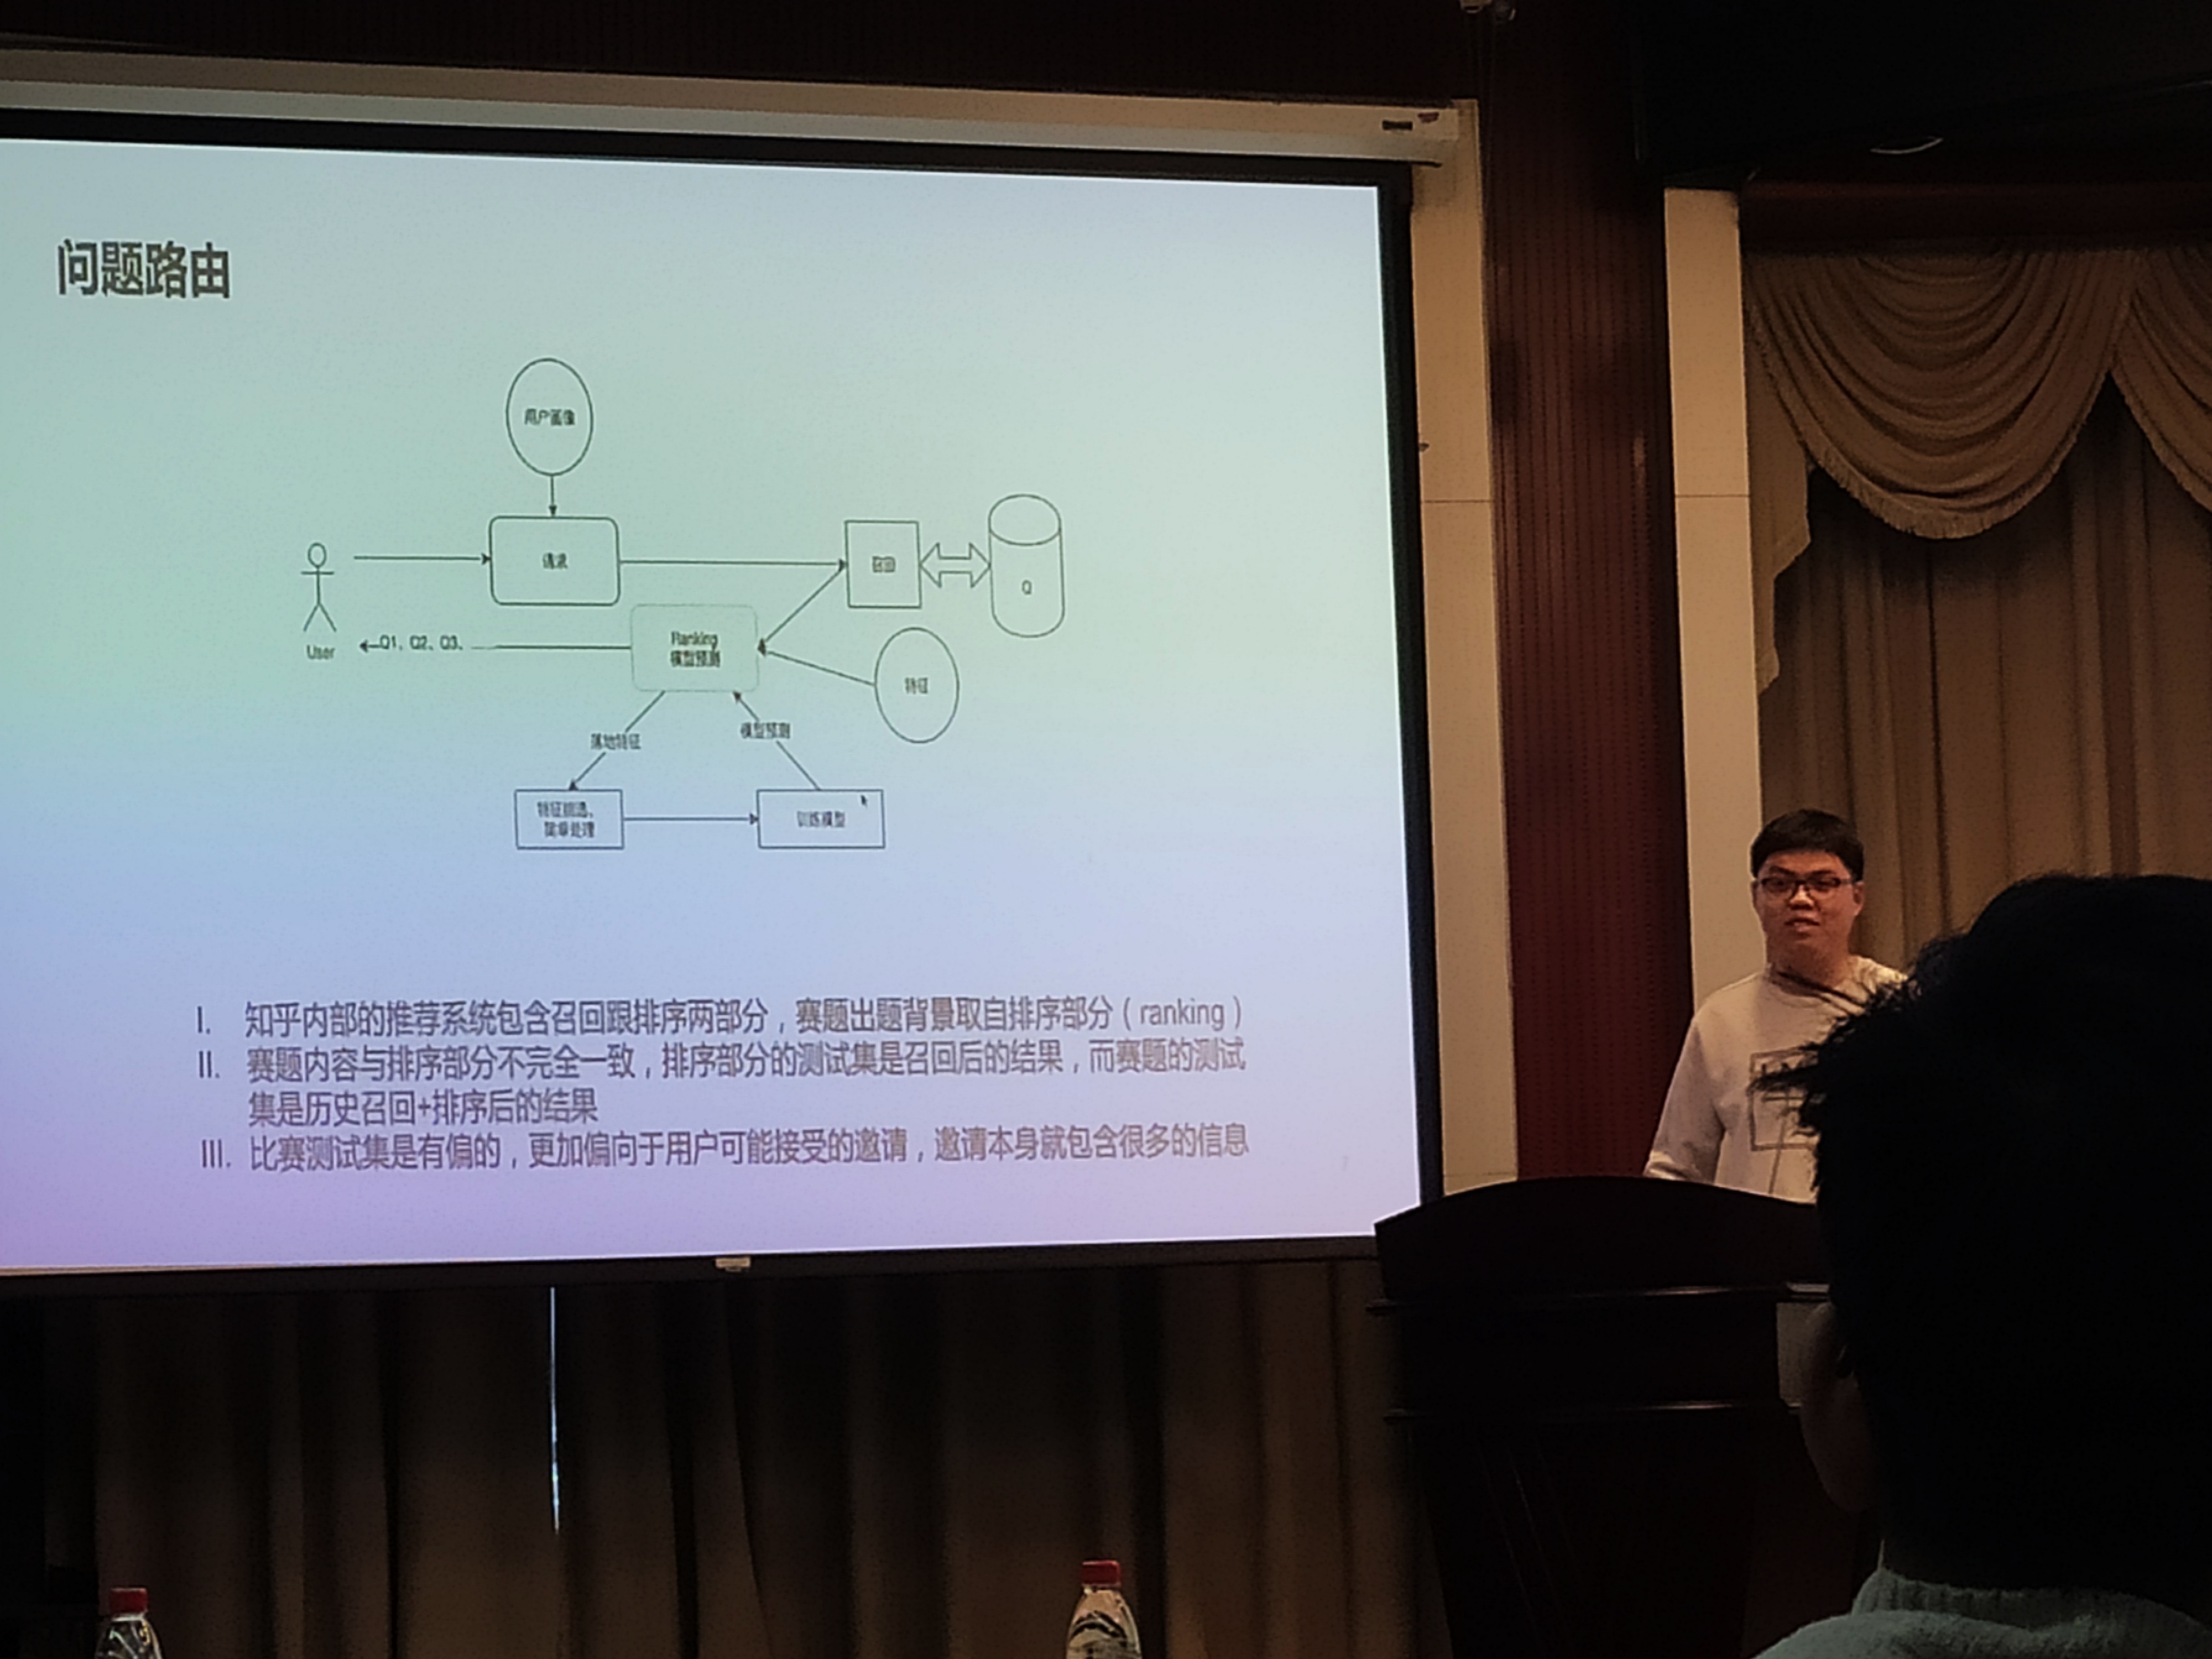 问题路由
用户画像
请求
召回
Q
User
Q1、Q2、Q3、
Ranking
模型预测
特征
落地特征
模型预测
特征筛选、
简单处理
训练模型
I. 知乎内部的推荐系统包含召回跟排序两部分，赛题出题背景取自排序部分（ranking）
II. 赛题内容与排序部分不完全一致，排序部分的测试集是召回后的结果，而赛题的测试
集是历史召回+排序后的结果
III. 比赛测试集是有偏的，更加偏向于用户可能接受的邀请，邀请本身就包含很多的信息